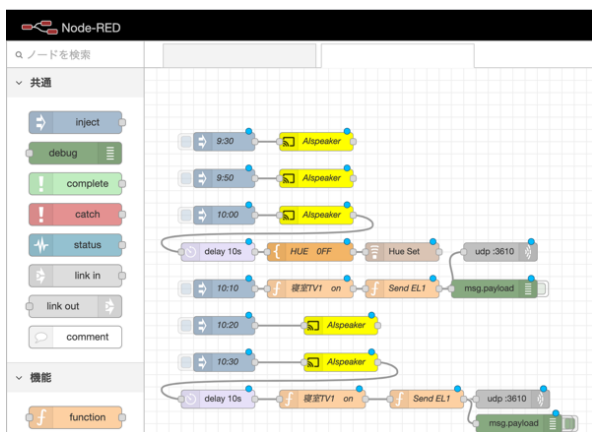 Node-RED
ノードを検索
共通
inject
debug
complete
catch
status
link in
link out
comment
機能
function
9:30 AIspeaker
9:50 AIspeaker
10:00 AIspeaker
delay 10s HUE OFF Hue Set udp :3610
10:10 寝室TV1 on Send EL1 msg.payload
10:20 AIspeaker
10:30 AIspeaker
delay 10s 寝室TV1 on Send EL1 udp :3610
msg.payload